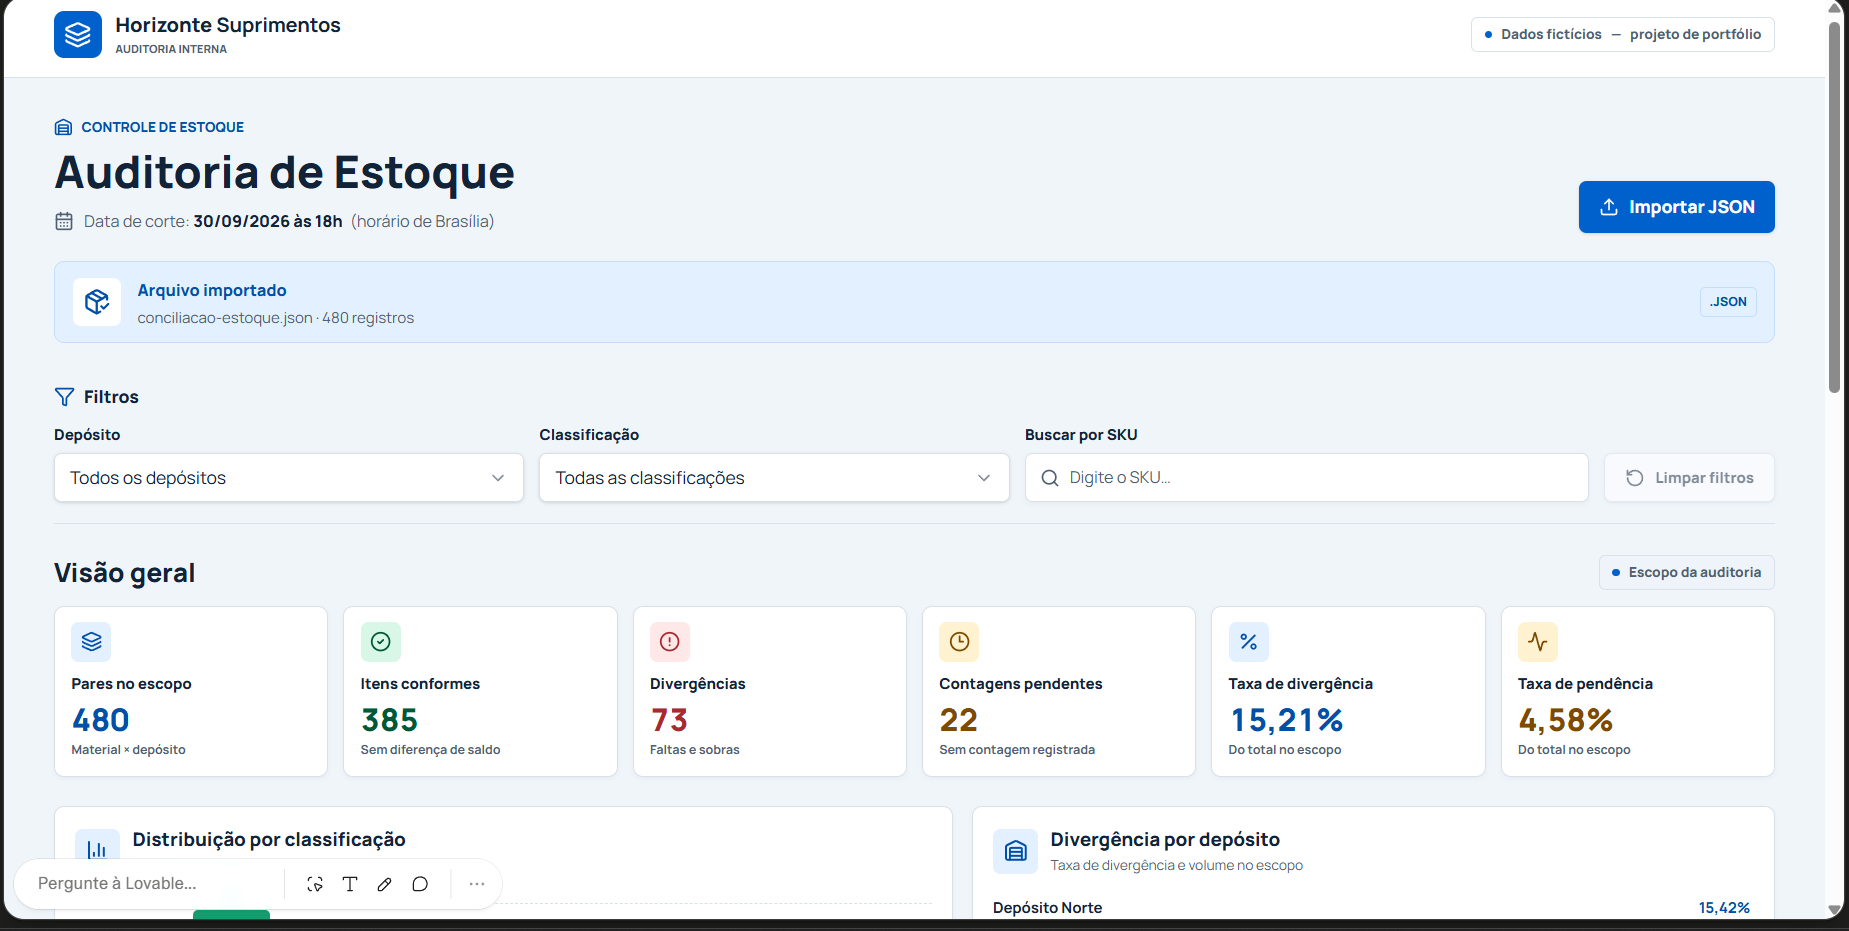 Horizonte Suprimentos
AUDITORIA INTERNA
Dados fictícios — projeto de portfólio
CONTROLE DE ESTOQUE
Auditoria de Estoque
Data de corte: 30/09/2026 às 18h (horário de Brasília)
Importar JSON
Arquivo importado
conciliacao-estoque.json · 480 registros
.JSON
Filtros
Depósito
Classificação
Buscar por SKU
Todos os depósitos
Todas as classificações
Digite o SKU...
Limpar filtros
Visão geral
Escopo da auditoria
Pares no escopo
480
Material × depósito
Itens conformes
385
Sem diferença de saldo
Divergências
73
Faltas e sobras
Contagens pendentes
22
Sem contagem registrada
Taxa de divergência
15,21%
Do total no escopo
Taxa de pendência
4,58%
Do total no escopo
Distribuição por classificação
Divergência por depósito
Taxa de divergência e volume no escopo
Depósito Norte
15,42%
Pergunte à Lovable...